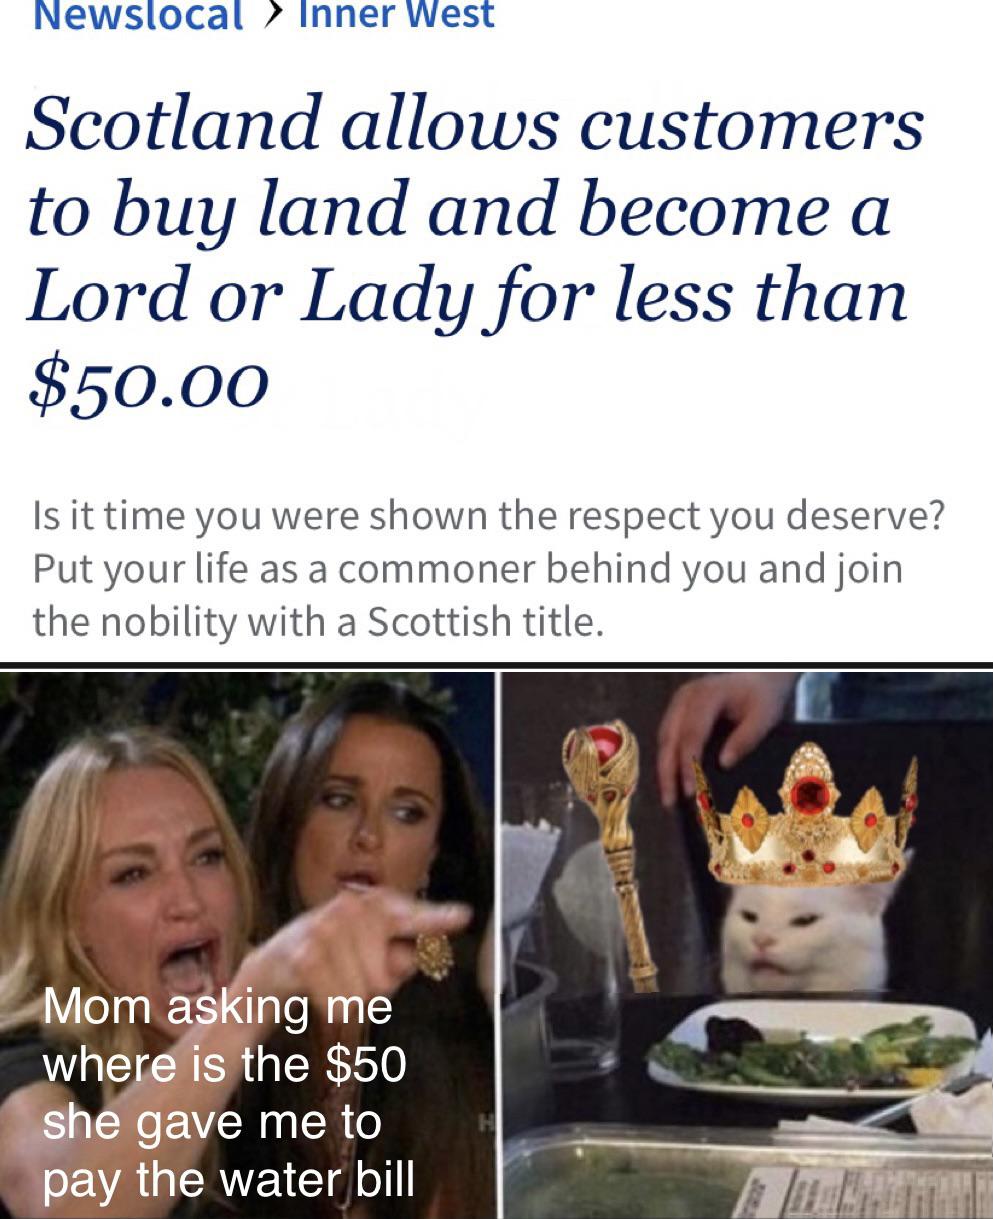 Newslocal > Inner West
Scotland allows customers
to buy land and become a
Lord or Lady for less than
$50.00
Is it time you were shown the respect you deserve?
Put your life as a commoner behind you and join
the nobility with a Scottish title.
Mom asking me
where is the $50
she gave me to
pay the water bill
H